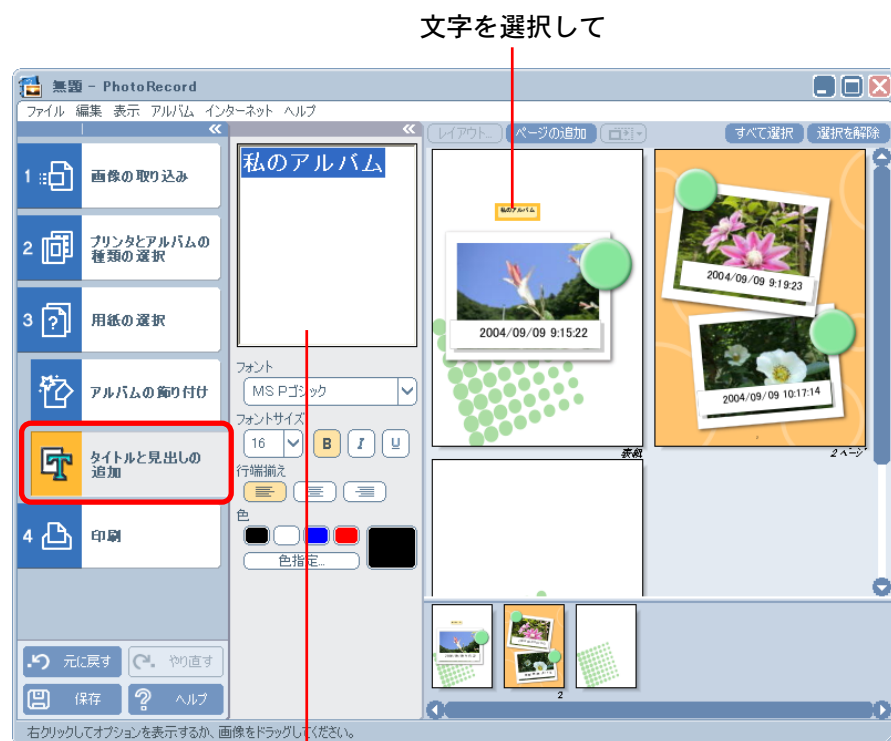 文字を選択して
無題 - PhotoRecord
ファイル 編集 表示 アルバム インターネット ヘルプ
レイアウト... ページの追加 すべて選択 選択を解除
1 画像の取り込み
2 プリンタとアルバムの
種類の選択
3 用紙の選択
アルバムの飾り付け
タイトルと見出しの
追加
4 印刷
元に戻す やり直す
保存 ヘルプ
私のアルバム
フォント
MS Pゴシック
フォントサイズ
16 B I U
行端揃え
色
色指定...
私のアルバム
2004/09/09 9:15:22
表紙
2004/09/09 9:19:23
2004/09/09 10:17:14
2 ページ
2
右クリックしてオプションを表示するか、画像をドラッグしてください。